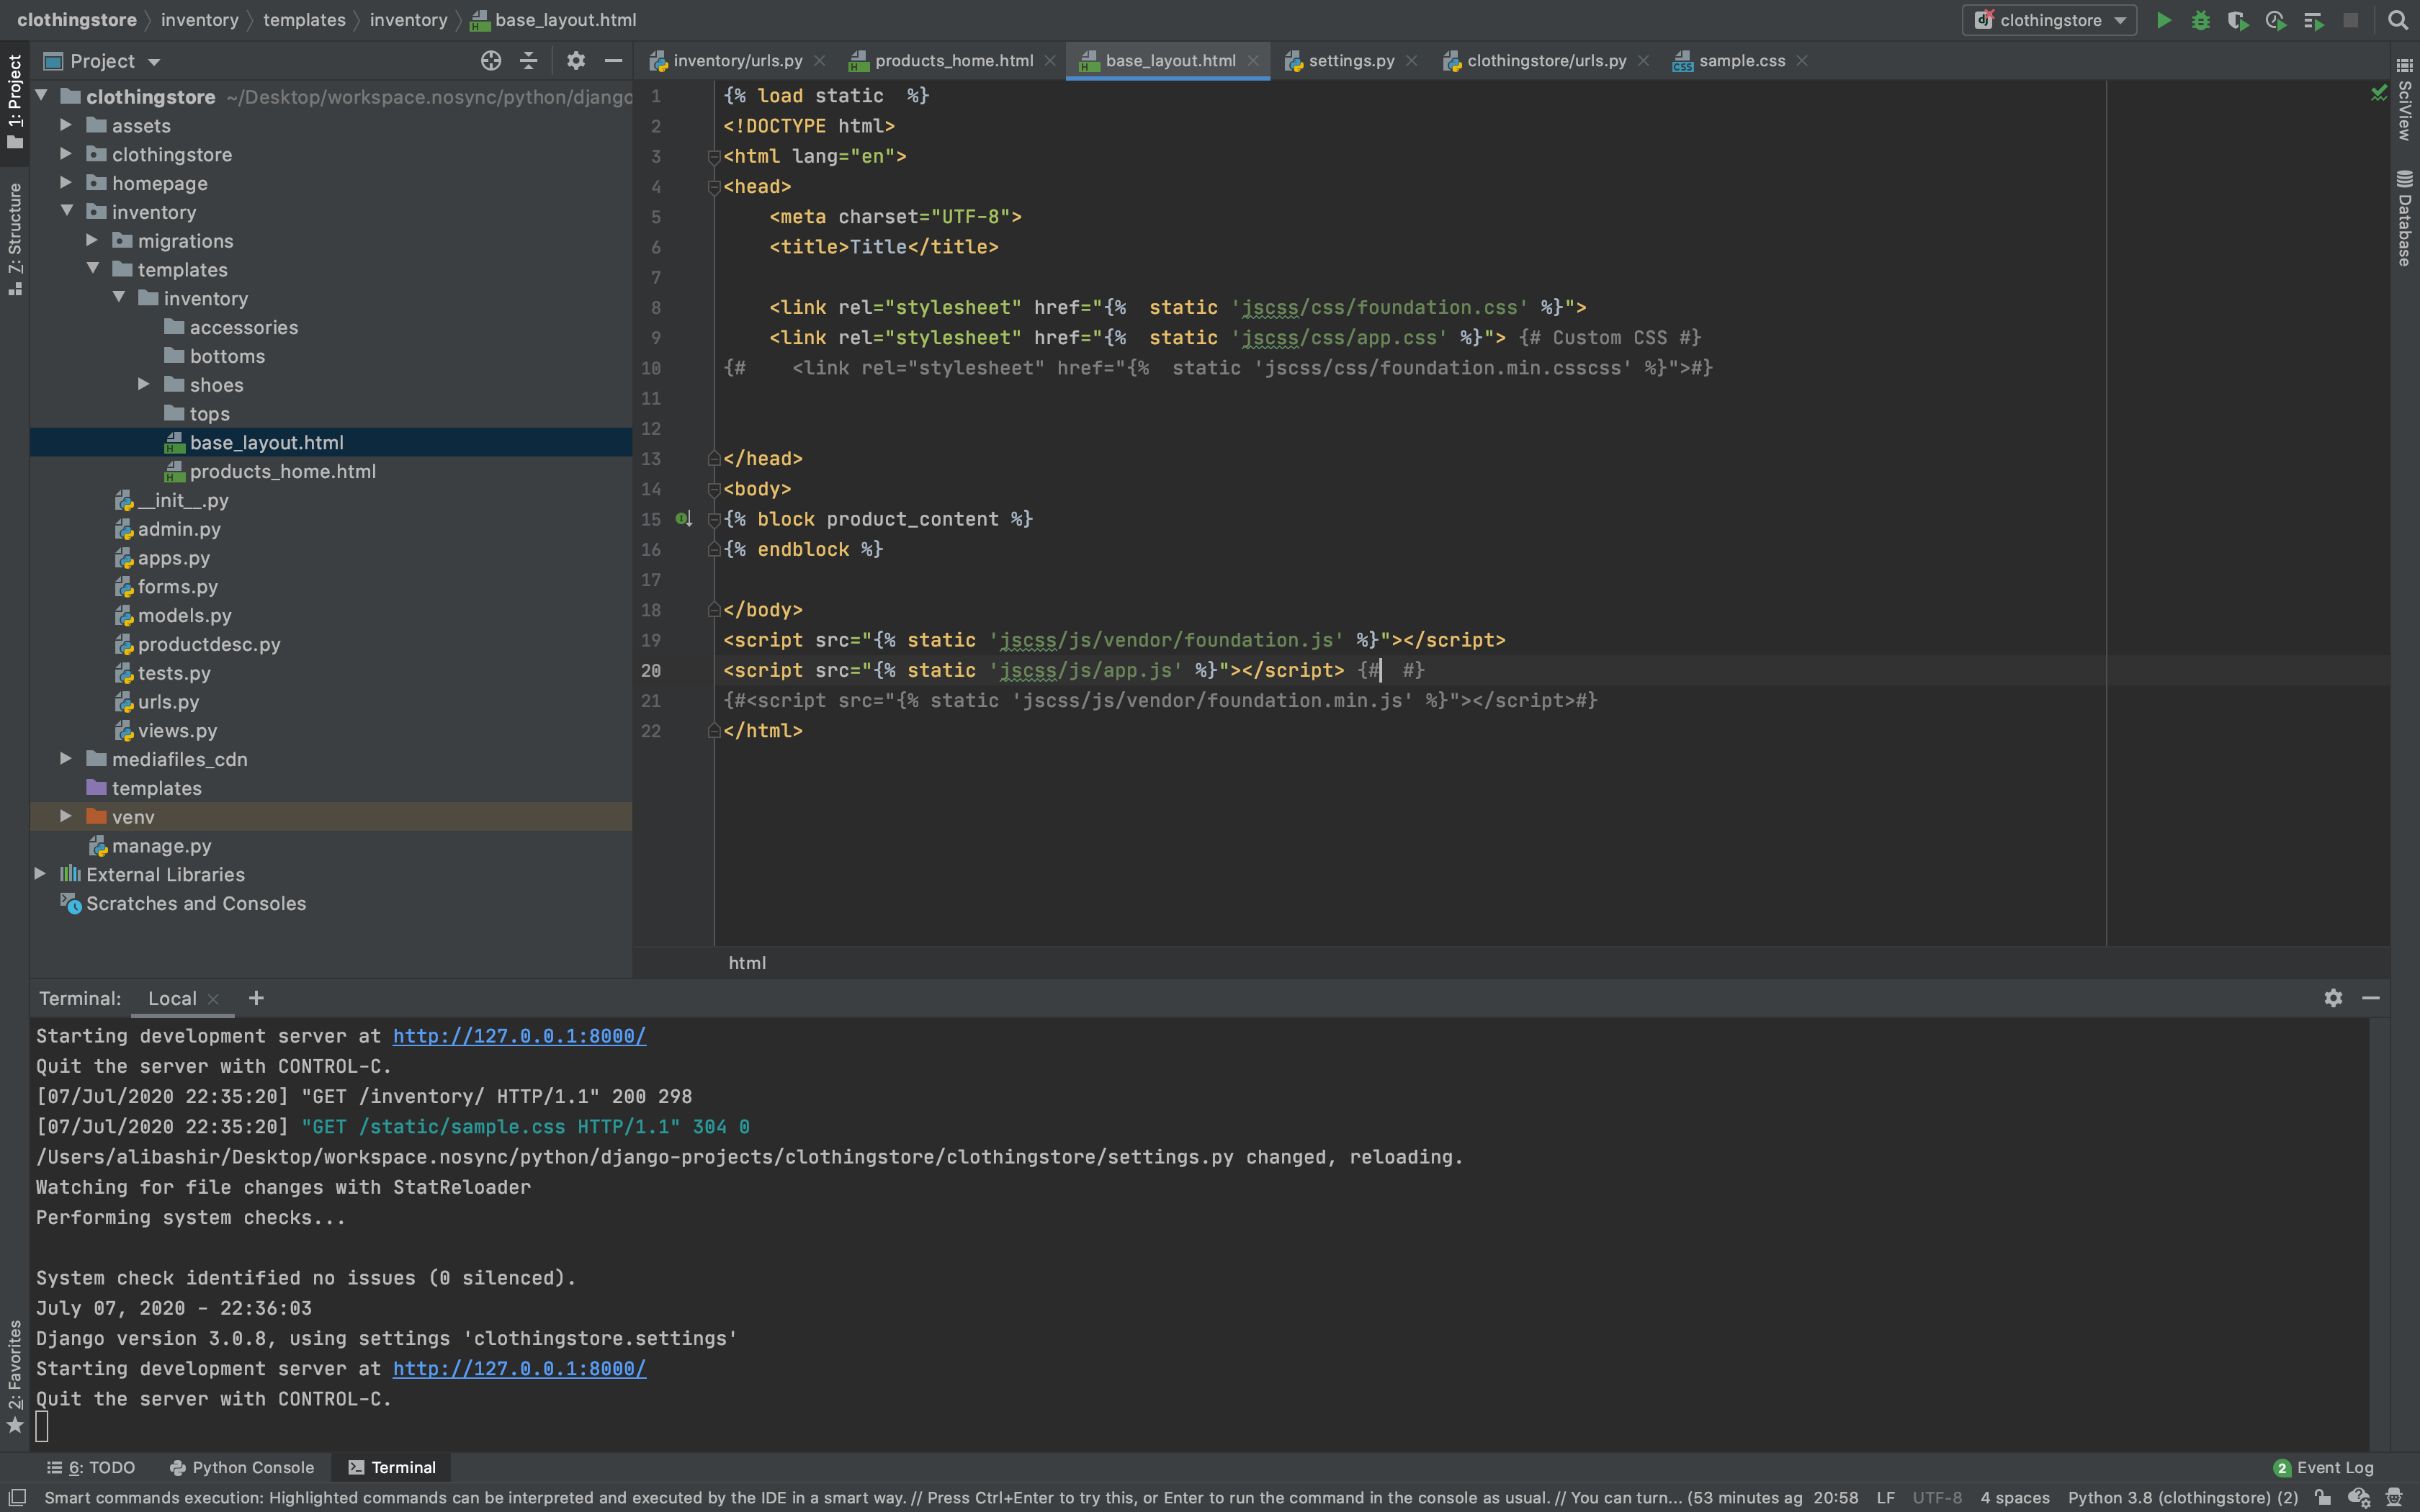 clothingstore inventory templates inventory base_layout.html
clothingstore
1: Project
Z: Structure
2: Favorites
Project
clothingstore ~/Desktop/workspace.nosync/python/django
assets
clothingstore
homepage
inventory
migrations
templates
inventory
accessories
bottoms
shoes
tops
base_layout.html
products_home.html
__init__.py
admin.py
apps.py
forms.py
models.py
productdesc.py
tests.py
urls.py
views.py
mediafiles_cdn
templates
venv
manage.py
External Libraries
Scratches and Consoles
inventory/urls.py products_home.html base_layout.html settings.py clothingstore/urls.py sample.css
1 {% load static  %}
2 <!DOCTYPE html>
3 <html lang="en">
4 <head>
5     <meta charset="UTF-8">
6     <title>Title</title>
7
8     <link rel="stylesheet" href="{%  static 'jscss/css/foundation.css' %}">
9     <link rel="stylesheet" href="{%  static 'jscss/css/app.css' %}"> {# Custom CSS #}
10 {#    <link rel="stylesheet" href="{%  static 'jscss/css/foundation.min.csscss' %}">#}
11
12
13 </head>
14 <body>
15 {% block product_content %}
16 {% endblock %}
17
18 </body>
19 <script src="{% static 'jscss/js/vendor/foundation.js' %}"></script>
20 <script src="{% static 'jscss/js/app.js' %}"></script> {#  #}
21 {#<script src="{% static 'jscss/js/vendor/foundation.min.js' %}"></script>#}
22 </html>
html
SciView
Database
Terminal: Local +
Starting development server at http://127.0.0.1:8000/
Quit the server with CONTROL-C.
[07/Jul/2020 22:35:20] "GET /inventory/ HTTP/1.1" 200 298
[07/Jul/2020 22:35:20] "GET /static/sample.css HTTP/1.1" 304 0
/Users/alibashir/Desktop/workspace.nosync/python/django-projects/clothingstore/clothingstore/settings.py changed, reloading.
Watching for file changes with StatReloader
Performing system checks...
System check identified no issues (0 silenced).
July 07, 2020 - 22:36:03
Django version 3.0.8, using settings 'clothingstore.settings'
Starting development server at http://127.0.0.1:8000/
Quit the server with CONTROL-C.
6: TODO Python Console Terminal 2 Event Log
Smart commands execution: Highlighted commands can be interpreted and executed by the IDE in a smart way. // Press Ctrl+Enter to try this, or Enter to run the command in the console as usual. // You can turn... (53 minutes ag 20:58 LF UTF-8 4 spaces Python 3.8 (clothingstore) (2)